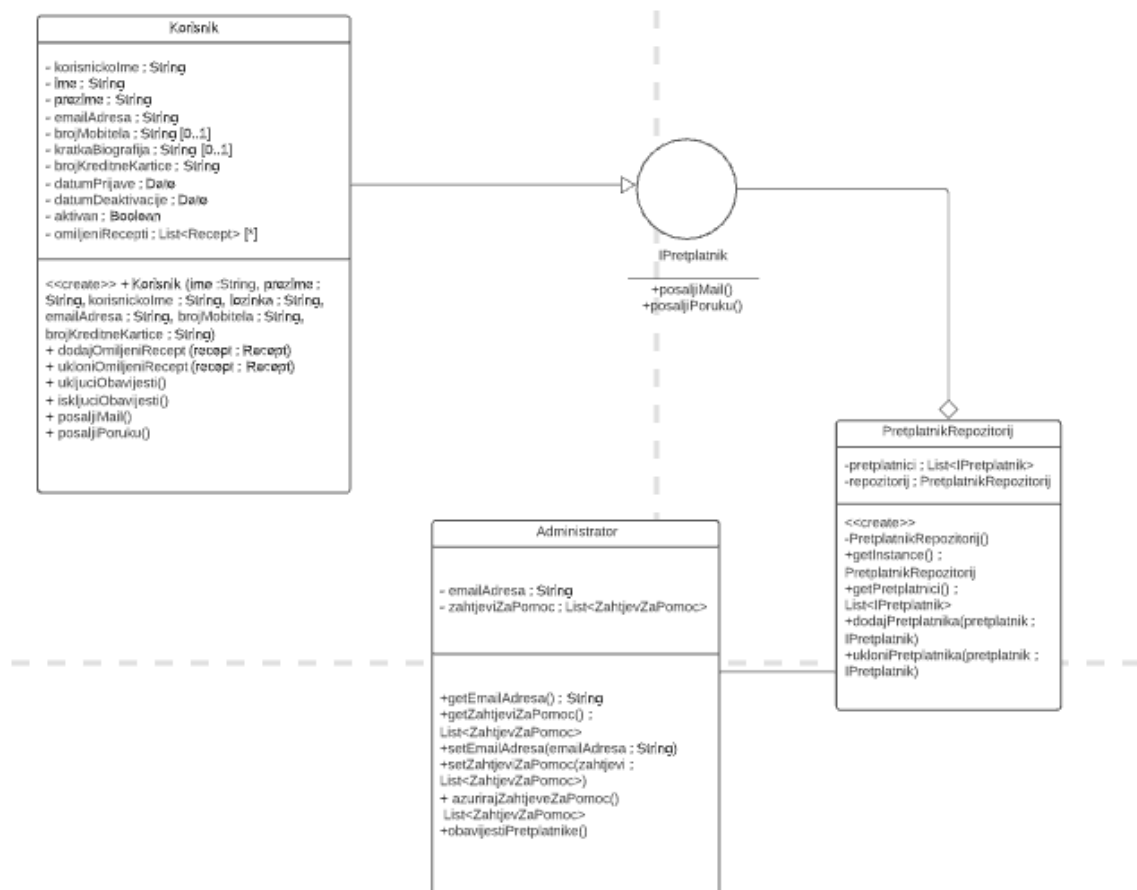 Korisnik
- korisnickoIme : String
- ime : String
- prezime : String
- emailAdresa : String
- brojMobitela : String [0..1]
- kratkaBiografija : String [0..1]
- brojKreditneKartice : String
- datumPrijave : Date
- datumDeaktivacije : Date
- aktivan : Boolean
- omiljeniRecepti : List<Recept> [*]
<<create>> + Korisnik (ime :String, prezime :
String, korisnickoIme : String, lozinka : String,
emailAdresa : String, brojMobitela : String,
brojKreditneKartice : String)
+ dodajOmiljeniRecept (recept : Recept)
+ ukloniOmiljeniRecept (recept : Recept)
+ ukljuciObavijesti()
+ iskljuciObavijesti()
+ posaljiMail()
+ posaljiPoruku()
IPretplatnik
+posaljiMail()
+posaljiPoruku()
PretplatnikRepozitorij
-pretplatnici : List<IPretplatnik>
-repozitorij : PretplatnikRepozitorij
<<create>>
-PretplatnikRepozitorij()
+getInstance() :
PretplatnikRepozitorij
+getPretplatnici() :
List<IPretplatnik>
+dodajPretplatnika(pretplatnik :
IPretplatnik)
+ukloniPretplatnika(pretplatnik :
IPretplatnik)
Administrator
- emailAdresa : String
- zahtjeviZaPomoc : List<ZahtjevZaPomoc>
+getEmailAdresa() : String
+getZahtjeviZaPomoc() :
List<ZahtjevZaPomoc>
+setEmailAdresa(emailAdresa : String)
+setZahtjeviZaPomoc(zahtjevi :
List<ZahtjevZaPomoc>)
+ azurirajZahtjeveZaPomoc()
List<ZahtjevZaPomoc>
+obavijestiPretplatnike()